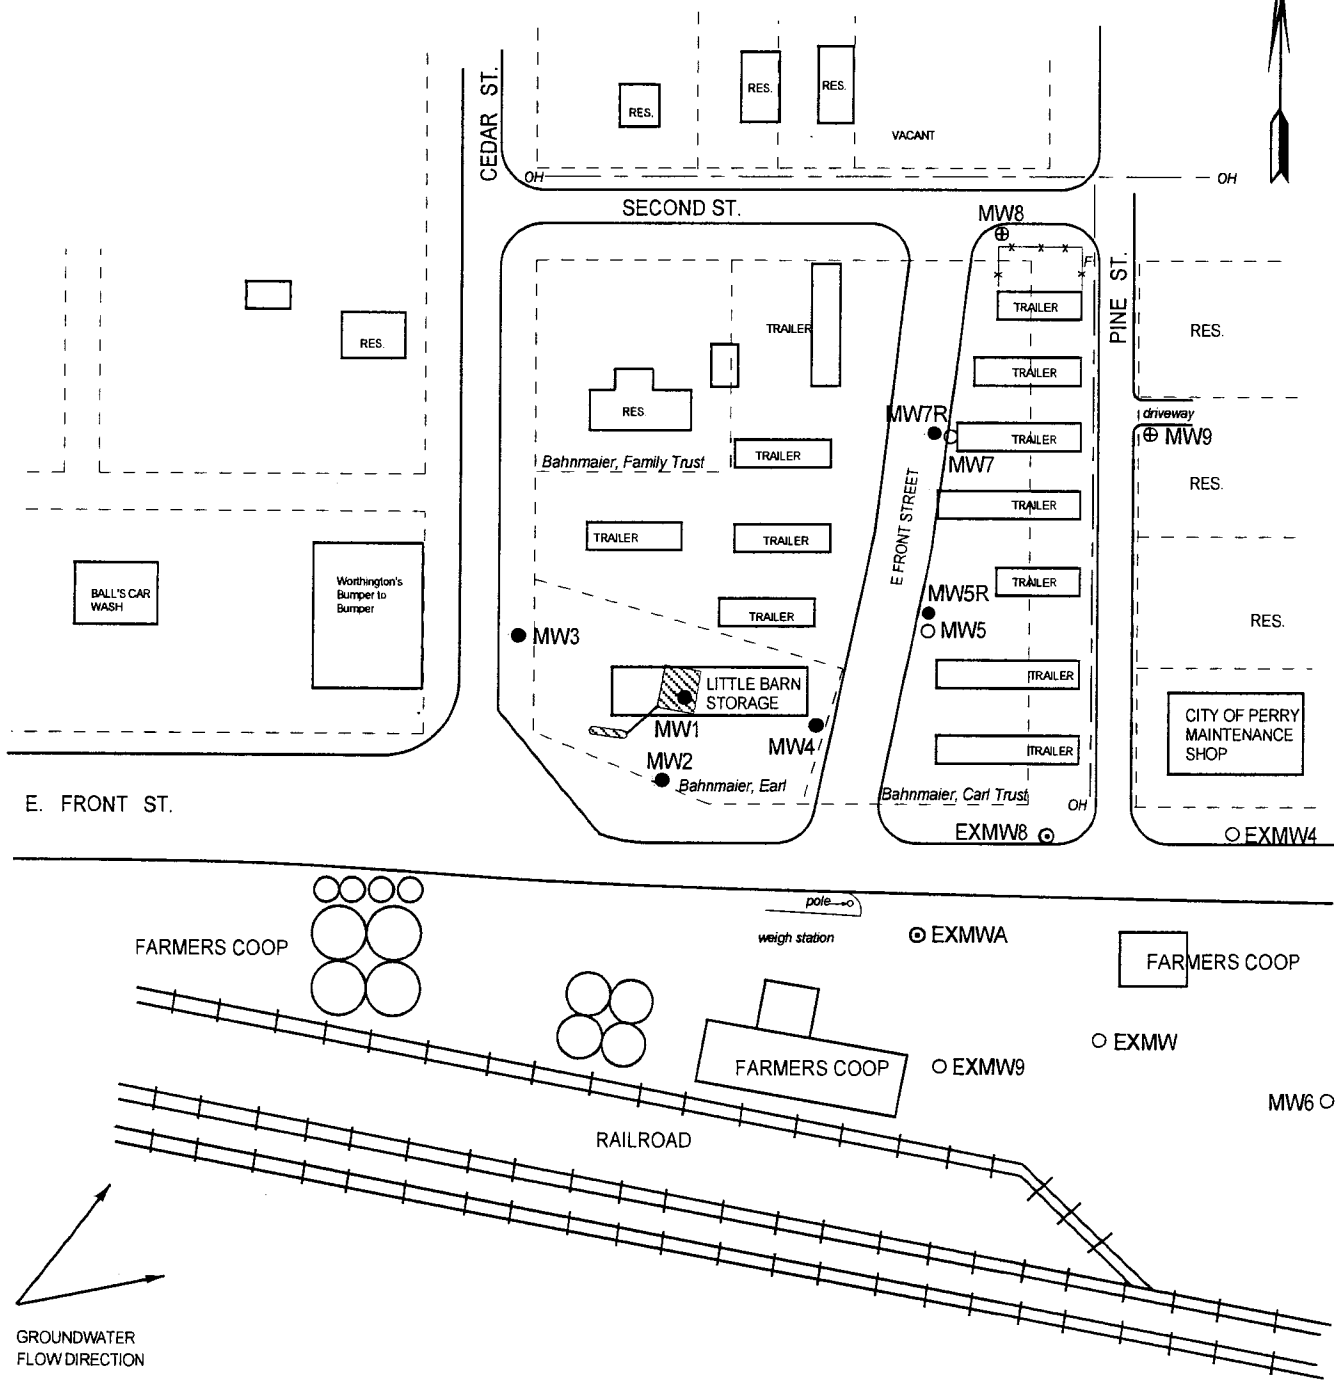 CEDAR ST.
RES.
RES.
RES.
VACANT
OH
OH
SECOND ST.
MW8
F
PINE ST.
TRAILER
RES.
TRAILER
RES.
TRAILER
RES.
MW7R
TRAILER
driveway
MW9
Bahnmaier, Family Trust
TRAILER
MW7
RES.
E FRONT STREET
TRAILER
TRAILER
TRAILER
BALL'S CAR
WASH
Worthington's
Bumper to
Bumper
TRAILER
TRAILER
MW5R
MW5
RES.
MW3
LITTLE BARN
STORAGE
TRAILER
MW1
MW4
CITY OF PERRY
MAINTENANCE
SHOP
TRAILER
MW2
Bahnmaier, Earl
Bahnmaier, Carl Trust
OH
E. FRONT ST.
EXMW8
EXMW4
pole
weigh station
EXMWA
FARMERS COOP
FARMERS COOP
EXMW
FARMERS COOP
EXMW9
MW6
RAILROAD
GROUNDWATER
FLOW DIRECTION